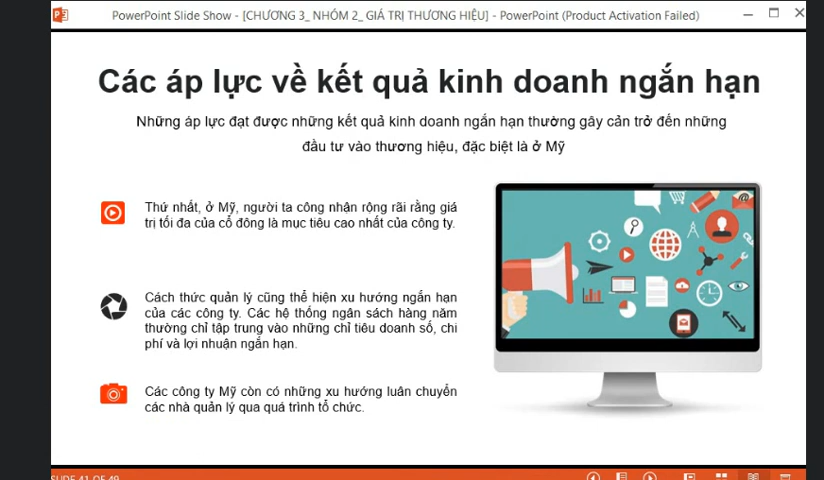 PowerPoint Slide Show - [CHƯƠNG 3_ NHÓM 2_ GIÁ TRỊ THƯƠNG HIỆU] - PowerPoint (Product Activation Failed)
Các áp lực về kết quả kinh doanh ngắn hạn
Những áp lực đạt được những kết quả kinh doanh ngắn hạn thường gây cản trở đến những
đầu tư vào thương hiệu, đặc biệt là ở Mỹ
Thứ nhất, ở Mỹ, người ta công nhận rộng rãi rằng giá
trị tối đa của cổ đông là mục tiêu cao nhất của công ty.
Cách thức quản lý cũng thể hiện xu hướng ngắn hạn
của các công ty. Các hệ thống ngân sách hàng năm
thường chỉ tập trung vào những chỉ tiêu doanh số, chi
phí và lợi nhuận ngắn hạn.
Các công ty Mỹ còn có những xu hướng luân chuyển
các nhà quản lý qua quá trình tổ chức.
SLIDE 41 OF 49